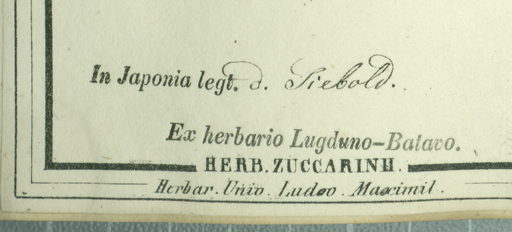 In Japonia legt. d. Siebold.
Ex herbario Lugduno-Batavo.
HERB. ZUCCARINII.
Herbar. Univ. Ludov. Maximil.